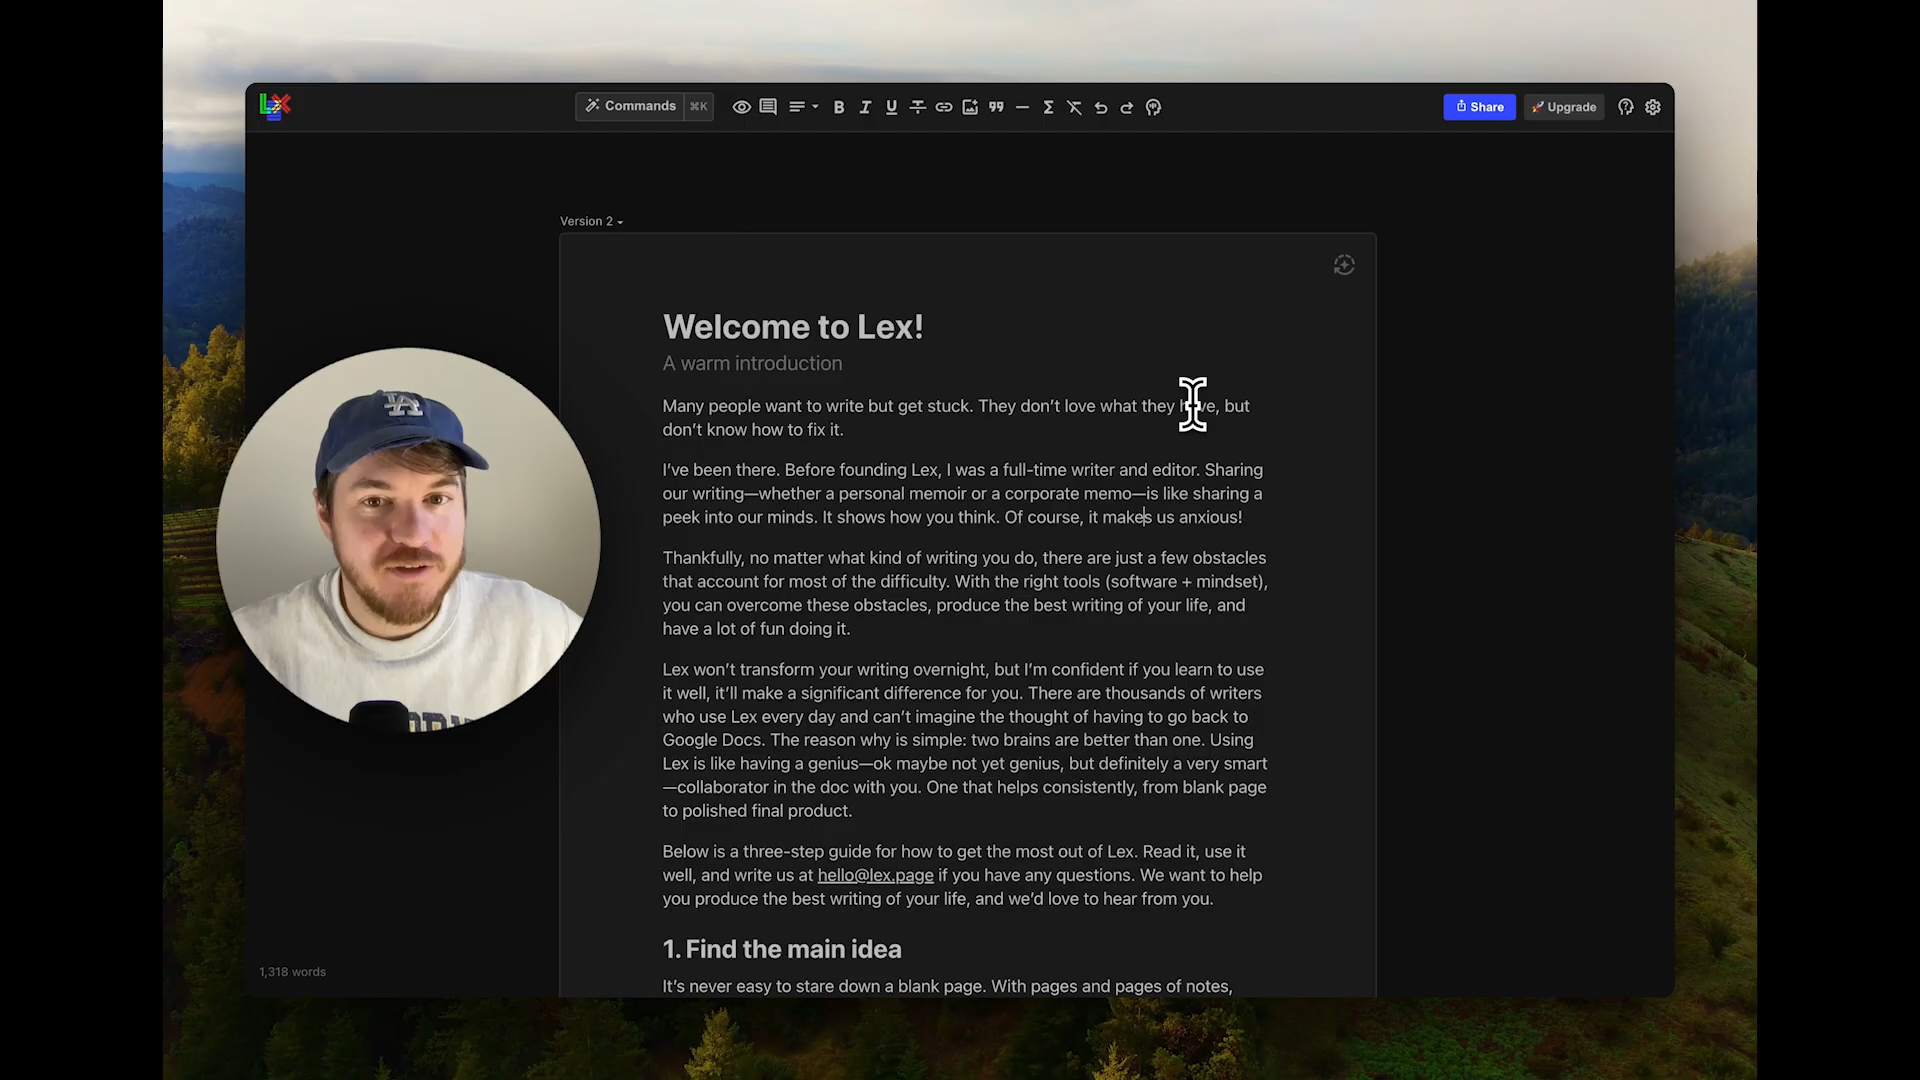 LEX
Commands ⌘K
B I U
Share
Upgrade
Version 2
Welcome to Lex!
A warm introduction
Many people want to write but get stuck. They don’t love what they have, but
don’t know how to fix it.
I’ve been there. Before founding Lex, I was a full-time writer and editor. Sharing
our writing—whether a personal memoir or a corporate memo—is like sharing a
peek into our minds. It shows how you think. Of course, it makes us anxious!
Thankfully, no matter what kind of writing you do, there are just a few obstacles
that account for most of the difficulty. With the right tools (software + mindset),
you can overcome these obstacles, produce the best writing of your life, and
have a lot of fun doing it.
Lex won’t transform your writing overnight, but I’m confident if you learn to use
it well, it’ll make a significant difference for you. There are thousands of writers
who use Lex every day and can’t imagine the thought of having to go back to
Google Docs. The reason why is simple: two brains are better than one. Using
Lex is like having a genius—ok maybe not yet genius, but definitely a very smart
—collaborator in the doc with you. One that helps consistently, from blank page
to polished final product.
Below is a three-step guide for how to get the most out of Lex. Read it, use it
well, and write us at hello@lex.page if you have any questions. We want to help
you produce the best writing of your life, and we’d love to hear from you.
1. Find the main idea
It’s never easy to stare down a blank page. With pages and pages of notes,
1,318 words
LA